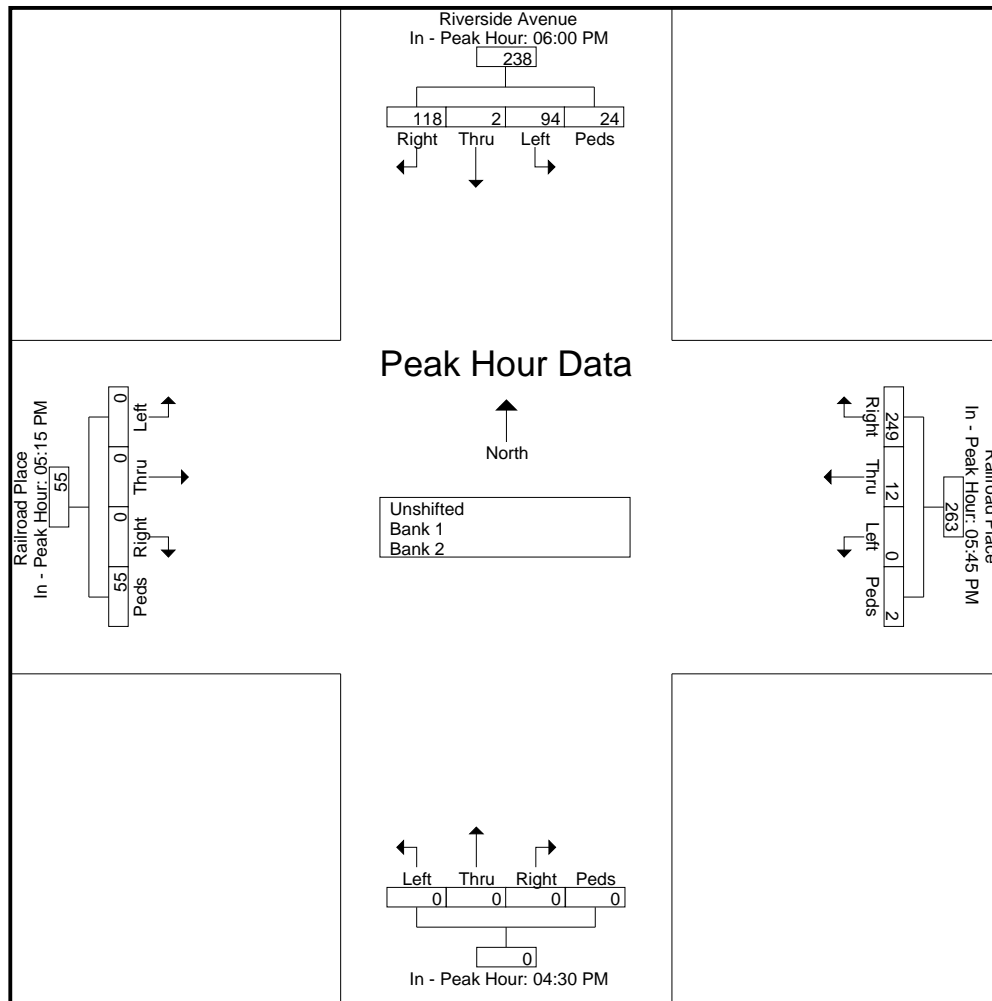 Riverside Avenue
In - Peak Hour: 06:00 PM
238
118 2 94 24
Right Thru Left Peds
Peak Hour Data
North
Unshifted
Bank 1
Bank 2
Railroad Place
In - Peak Hour: 05:15 PM
55
0 0 0 55
Left Thru Right Peds
Railroad Place
In - Peak Hour: 05:45 PM
263
249 12 0 2
Right Thru Left Peds
Left Thru Right Peds
0 0 0 0
0
In - Peak Hour: 04:30 PM